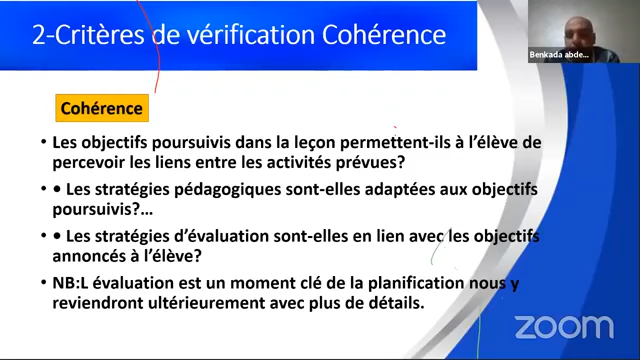 2-Critères de vérification Cohérence
Benkada abde...
Cohérence
• Les objectifs poursuivis dans la leçon permettent-ils à l'élève de
percevoir les liens entre les activités prévues?
• • Les stratégies pédagogiques sont-elles adaptées aux objectifs
poursuivis?...
• • Les stratégies d'évaluation sont-elles en lien avec les objectifs
annoncés à l'élève?
• NB:L évaluation est un moment clé de la planification nous y
reviendront ultérieurement avec plus de détails.
zoom